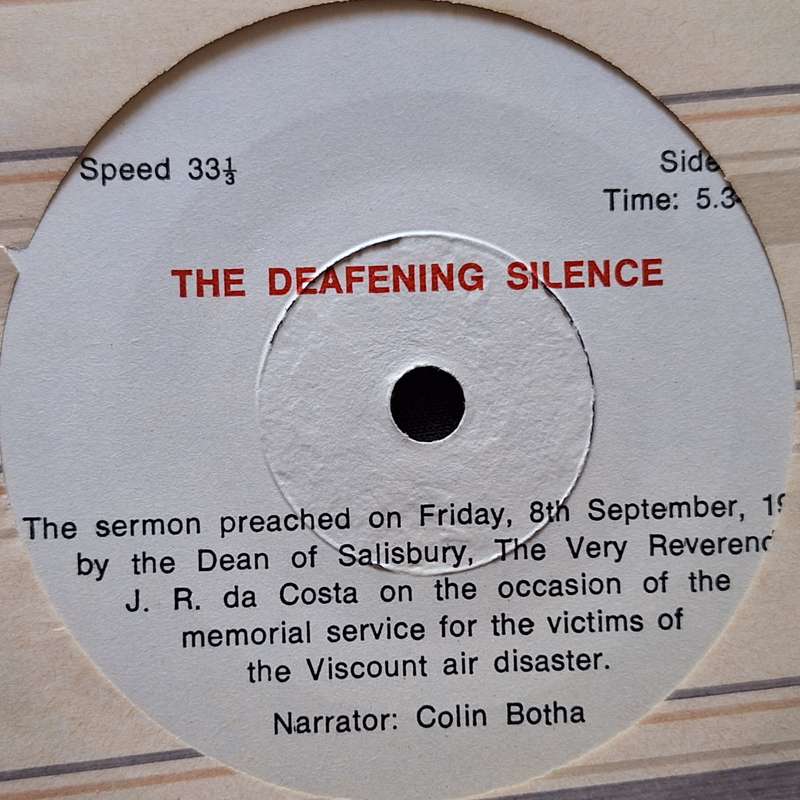 Speed 33⅓
Side
Time: 5.3
THE DEAFENING SILENCE
The sermon preached on Friday, 8th September,
by the Dean of Salisbury, The Very Reverend
J. R. da Costa on the occasion of the
memorial service for the victims of
the Viscount air disaster.
Narrator: Colin Botha